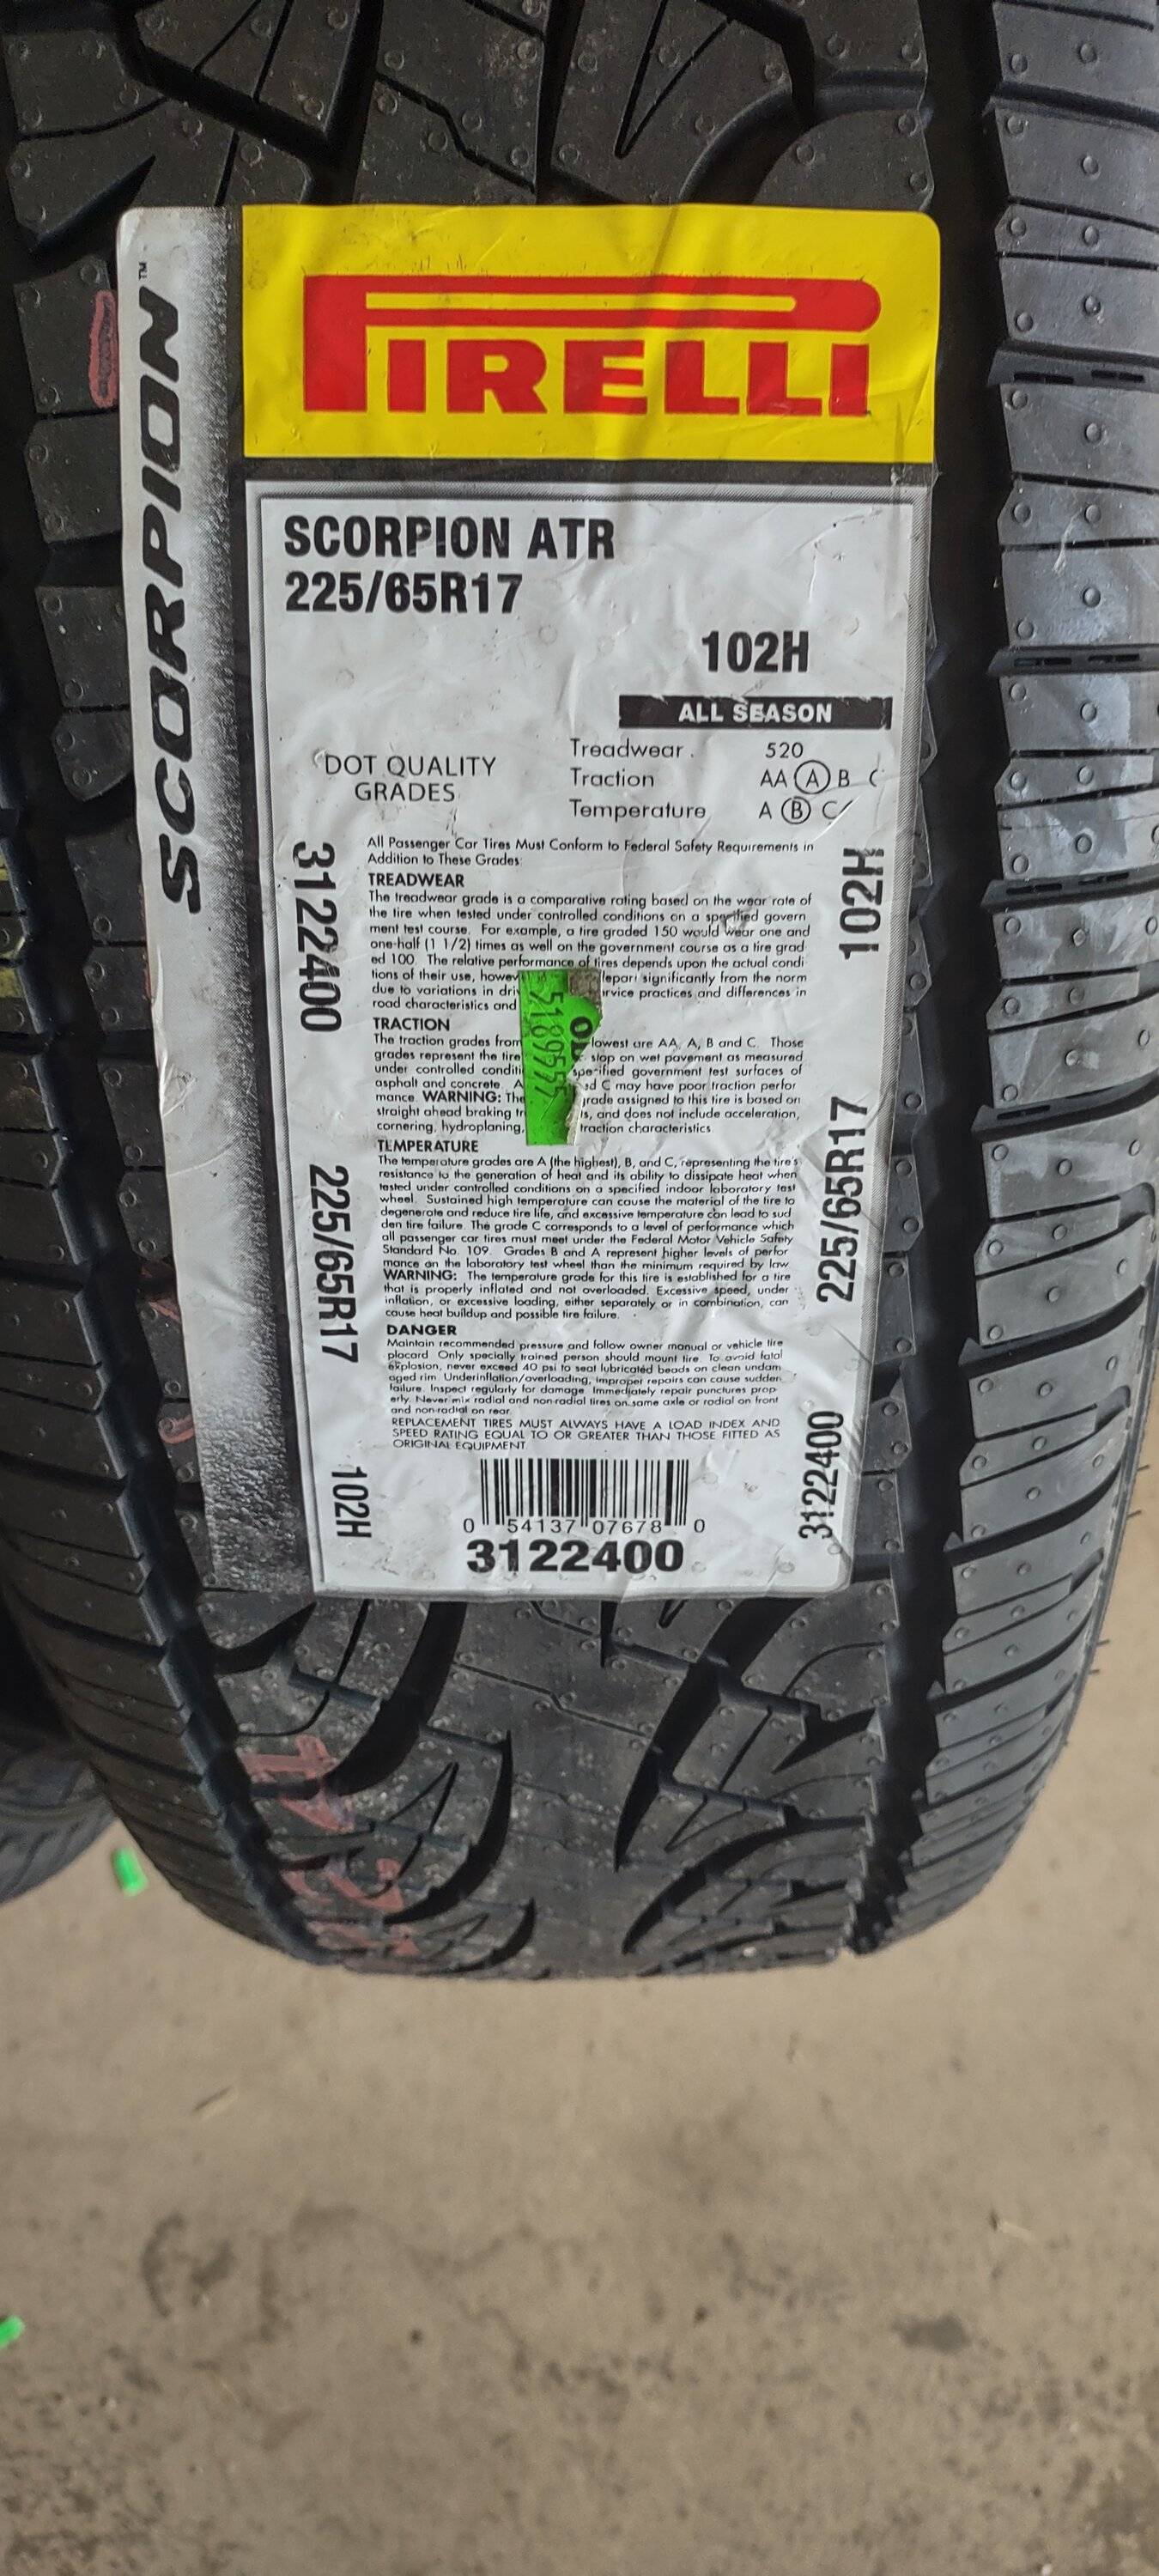 SCORPION™
PIRELLI
SCORPION ATR
225/65R17
102H
ALL SEASON
DOT QUALITY
GRADES
Treadwear . 520
Traction AA A B C
Temperature A B C
All Passenger Car Tires Must Conform to Federal Safety Requirements in
Addition to These Grades:
TREADWEAR
The treadwear grade is a comparative rating based on the wear rate of
the tire when tested under controlled conditions on a specified govern
ment test course. For example, a tire graded 150 would wear one and
one-half (1 1/2) times as well on the government course as a tire grad
ed 100. The relative performance of tires depends upon the actual condi
tions of their use, howev depart significantly from the norm
due to variations in dri rvice practices and differences in
road characteristics and
TRACTION
The traction grades from lowest are AA, A, B and C. Those
grades represent the tire stop on wet pavement as measured
under controlled conditi specified government test surfaces of
asphalt and concrete. A d C may have poor traction perfor
mance. WARNING: The grade assigned to this tire is based on
straight ahead braking tr s, and does not include acceleration,
cornering, hydroplaning, traction characteristics.
TEMPERATURE
The temperature grades are A (the highest), B, and C, representing the tire's
resistance to the generation of heat and its ability to dissipate heat when
tested under controlled conditions on a specified indoor laboratory test
wheel. Sustained high temperature can cause the material of the tire to
degenerate and reduce tire life, and excessive temperature can lead to sud
den tire failure. The grade C corresponds to a level of performance which
all passenger car tires must meet under the Federal Motor Vehicle Safety
Standard No. 109. Grades B and A represent higher levels of perfor
mance on the laboratory test wheel than the minimum required by law
WARNING: The temperature grade for this tire is established for a tire
that is properly inflated and not overloaded. Excessive speed, under
inflation, or excessive loading, either separately or in combination, can
cause heat buildup and possible tire failure.
DANGER
Maintain recommended pressure and follow owner manual or vehicle tire
placard. Only specially trained person should mount tire. To avoid fatal
explosion, never exceed 40 psi to seat lubricated beads on clean undam
aged rim. Underinflation/overloading, improper repairs can cause sudden
failure. Inspect regularly for damage. Immediately repair punctures prop
erly. Never mix radial and non-radial tires on same axle or radial on front
and non-radial on rear.
REPLACEMENT TIRES MUST ALWAYS HAVE A LOAD INDEX AND
SPEED RATING EQUAL TO OR GREATER THAN THOSE FITTED AS
ORIGINAL EQUIPMENT.
0 54137 07678 0
3122400
3122400
225/65R17
102H
102H
225/65R17
3122400